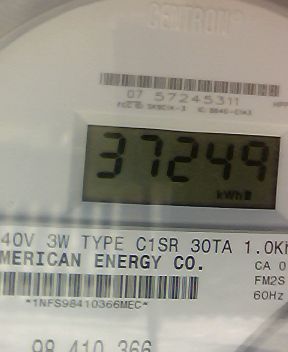 CENTRON®
07 57245311
37249
kWh
40V 3W TYPE C1SR 30TA 1.0K
MERICAN ENERGY CO.
CA 0
FM2S
60Hz
*1NFS98410366MEC*
98 410 366